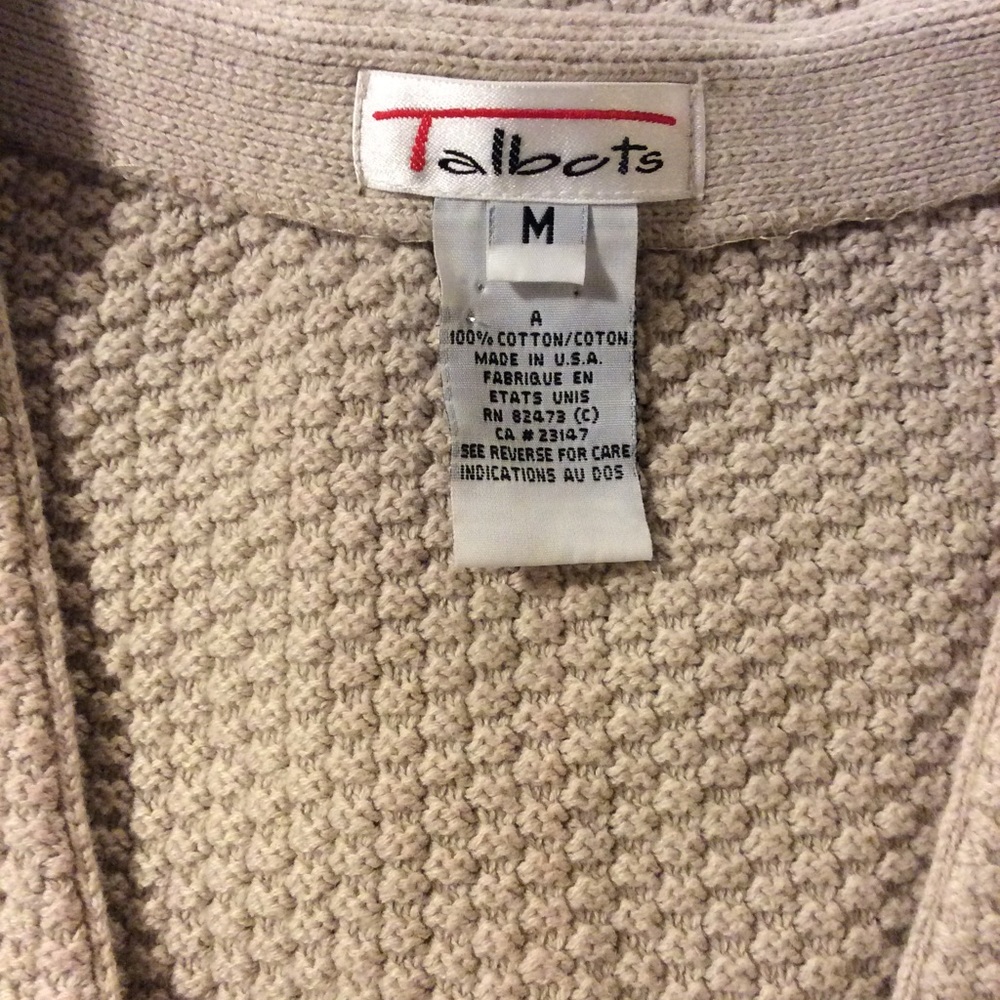 Talbots
M
A
100% COTTON/COTON
MADE IN U.S.A.
FABRIQUE EN
ETATS UNIS
RN 82473 (C)
CA # 23147
SEE REVERSE FOR CARE
INDICATIONS AU DOS